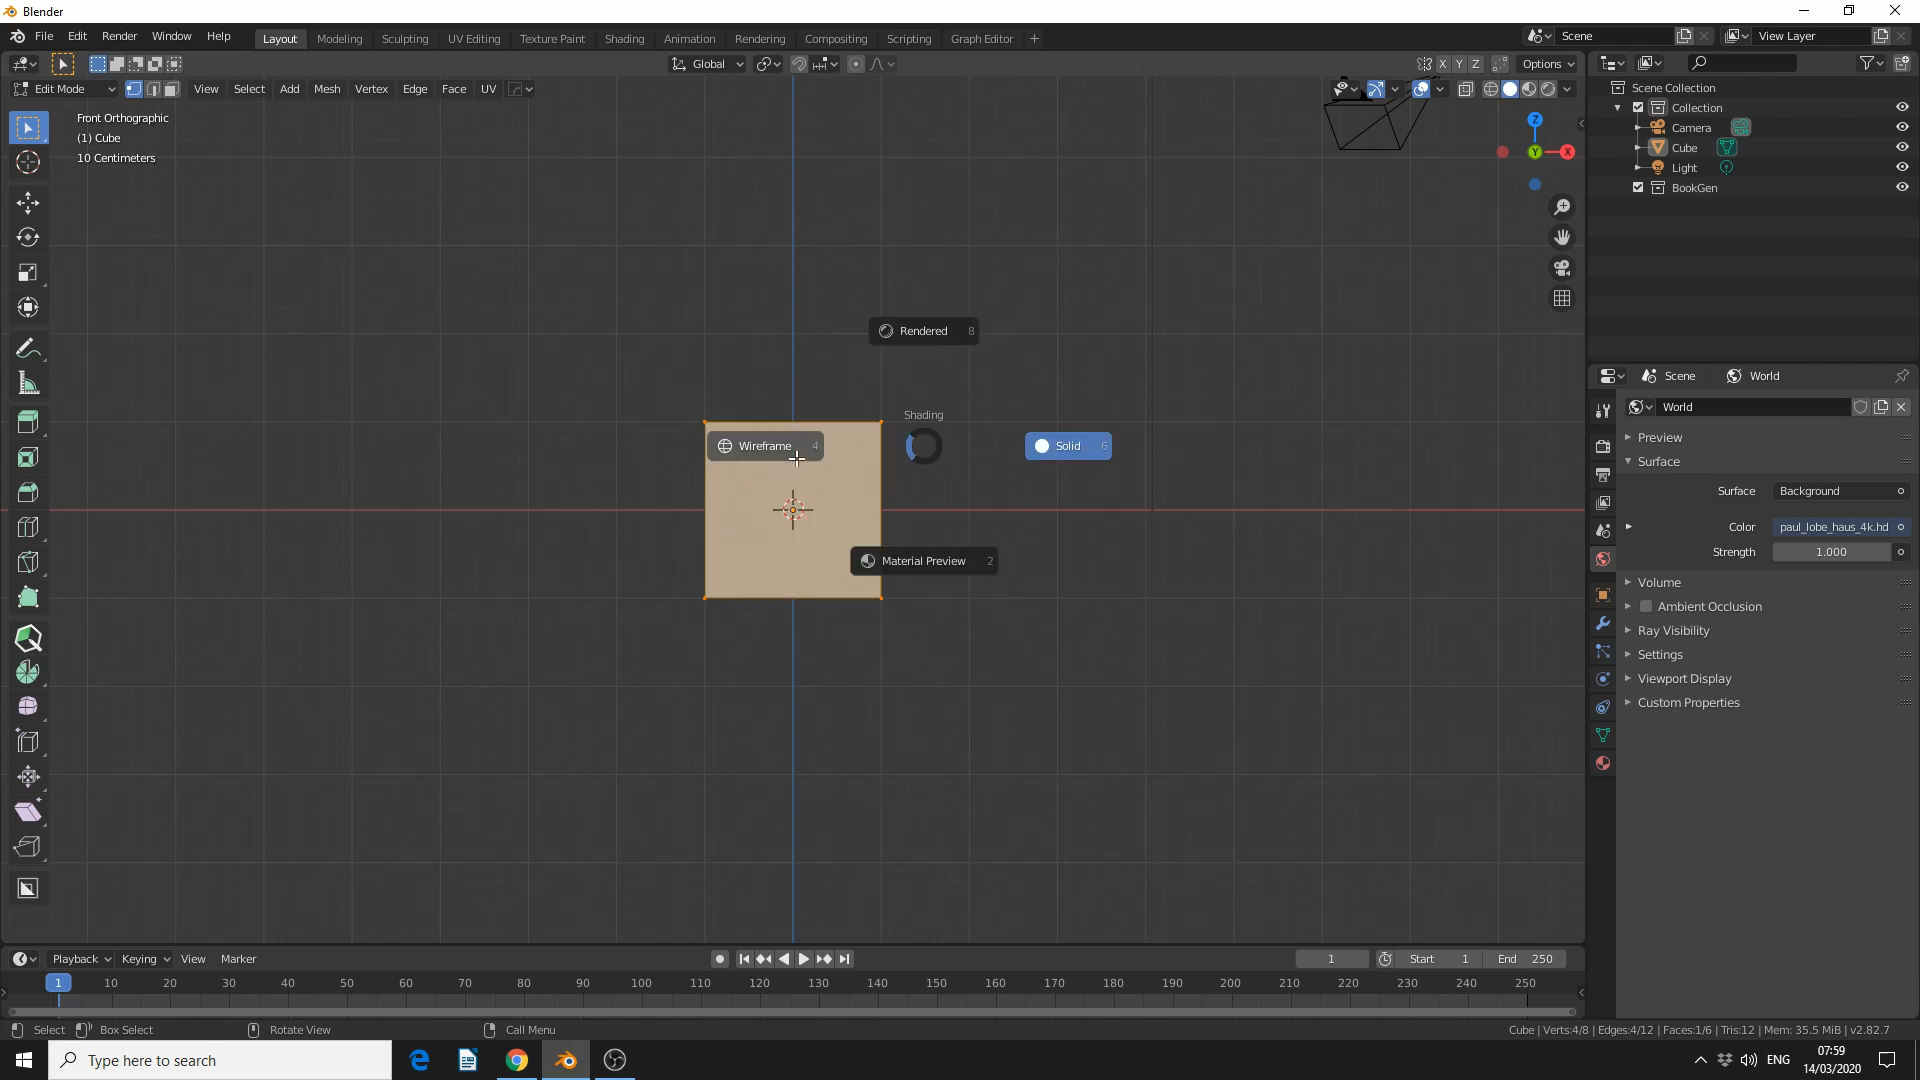 Blender
File Edit Render Window Help
Layout Modeling Sculpting UV Editing Texture Paint Shading Animation Rendering Compositing Scripting Graph Editor +
Scene
View Layer
Global
X Y Z
Options
Edit Mode
View Select Add Mesh Vertex Edge Face UV
Front Orthographic
(1) Cube
10 Centimeters
Z
Y
X
Scene Collection
Collection
Camera
Cube
Light
BookGen
Rendered 8
Shading
Wireframe 4
Solid 6
Material Preview 2
Scene World
World
Preview
Surface
Surface Background
Color paul_lobe_haus_4k.hd
Strength 1.000
Volume
Ambient Occlusion
Ray Visibility
Settings
Viewport Display
Custom Properties
Playback Keying View Marker
1 Start 1 End 250
1 10 20 30 40 50 60 70 80 90 100 110 120 130 140 150 160 170 180 190 200 210 220 230 240 250
Select Box Select Rotate View Call Menu
Cube | Verts:4/8 | Edges:4/12 | Faces:1/6 | Tris:12 | Mem: 35.5 MiB | v2.82.7
Type here to search
ENG
07:59
14/03/2020